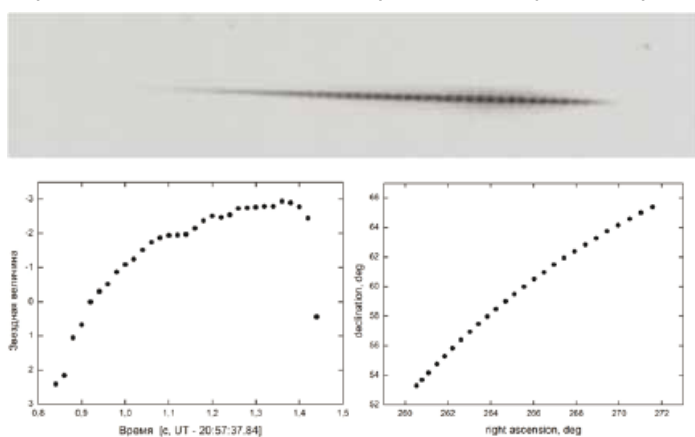 -3
-2
-1
0
1
2
3
0,8 0,9 1,0 1,1 1,2 1,3 1,4 1,5
Звездная величина
Время [с, UT - 20:57:37.84]
66
64
62
60
58
56
54
52
260 262 264 266 268 270 272
declination, deg
right ascension, deg